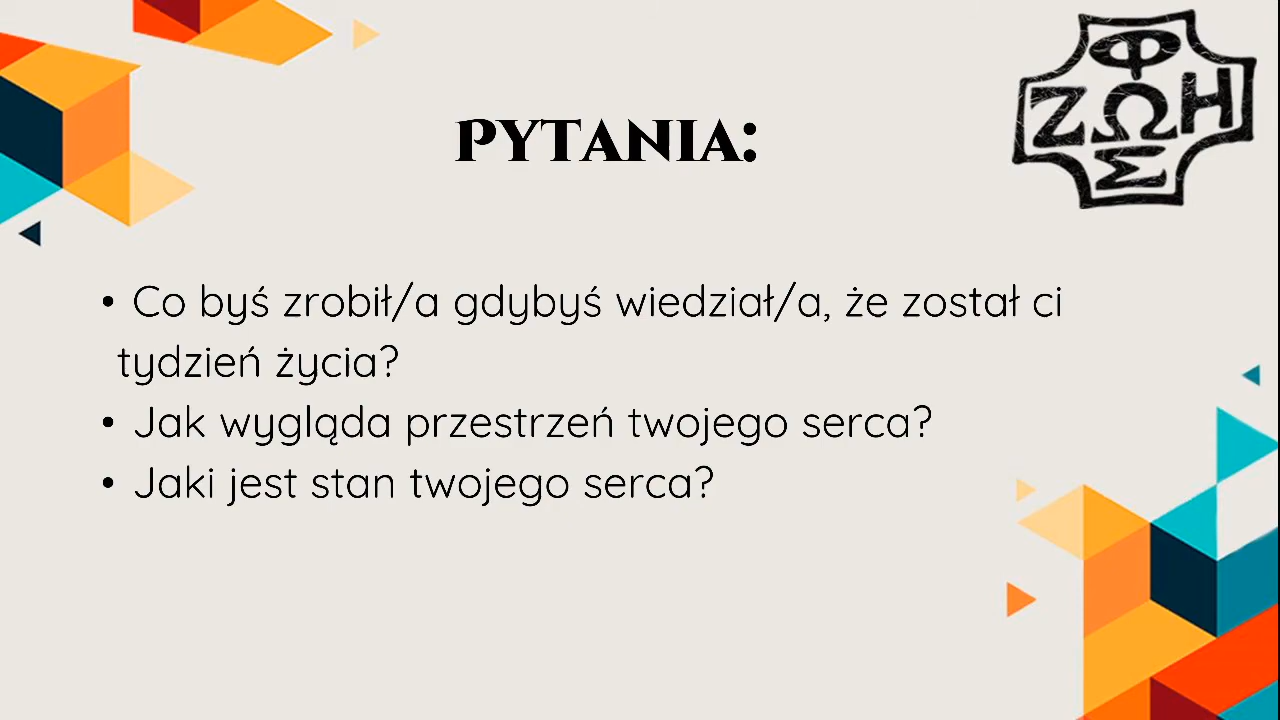 Φ
ΖΩΗ
Σ
PYTANIA:
• Co byś zrobił/a gdybyś wiedział/a, że został ci
tydzień życia?
• Jak wygląda przestrzeń twojego serca?
• Jaki jest stan twojego serca?